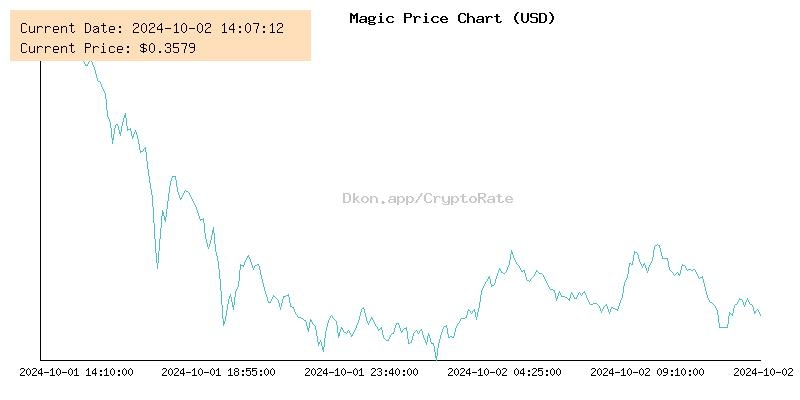 Magic Price Chart (USD)
Current Date: 2024-10-02 14:07:12
Current Price: $0.3579
Dkon.app/CryptoRate
2024-10-01 14:10:00 2024-10-01 18:55:00 2024-10-01 23:40:00 2024-10-02 04:25:00 2024-10-02 09:10:00 2024-10-02